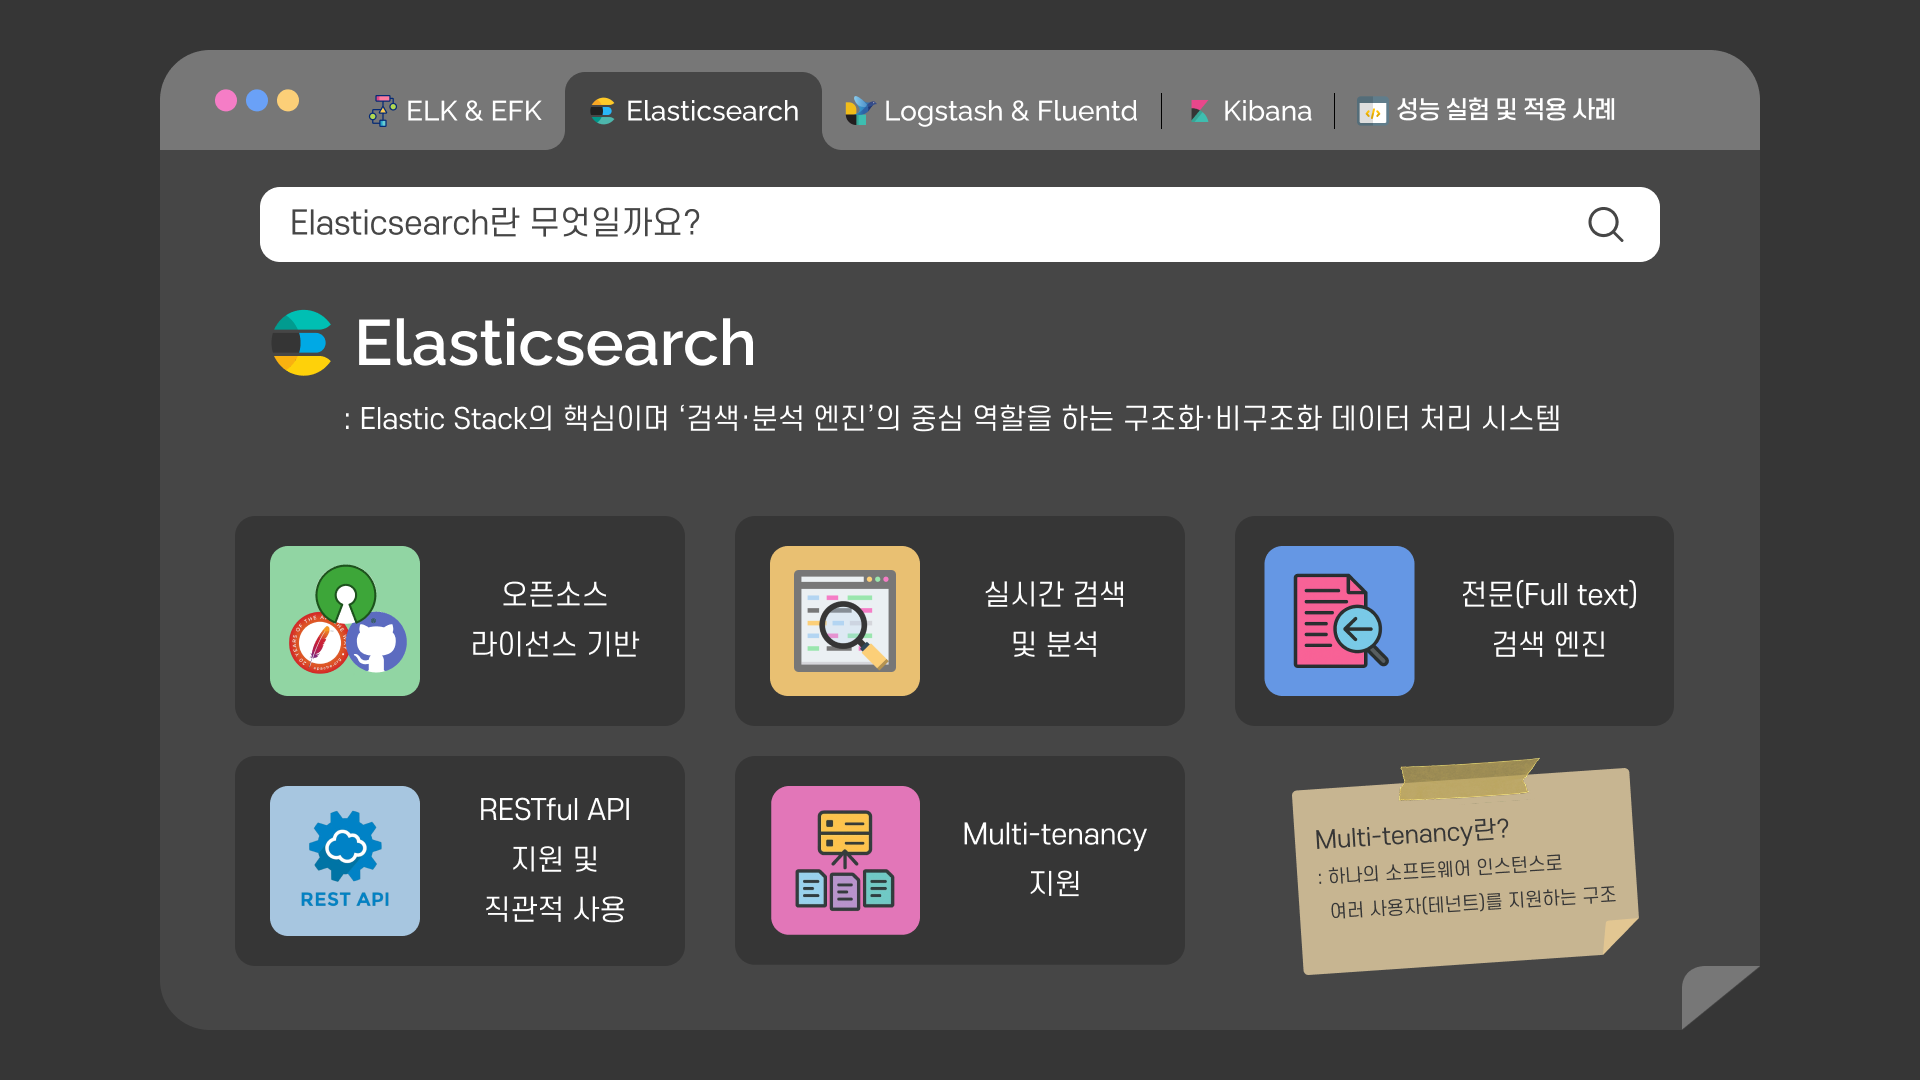 ELK & EFK
Elasticsearch
Logstash & Fluentd
Kibana
성능 실험 및 적용 사례
Elasticsearch란 무엇일까요?
Elasticsearch
: Elastic Stack의 핵심이며 ‘검색·분석 엔진’의 중심 역할을 하는 구조화·비구조화 데이터 처리 시스템
오픈소스
라이선스 기반
실시간 검색
및 분석
전문(Full text)
검색 엔진
RESTful API
지원 및
직관적 사용
REST API
Multi-tenancy
지원
Multi-tenancy란?
: 하나의 소프트웨어 인스턴스로
여러 사용자(테넌트)를 지원하는 구조